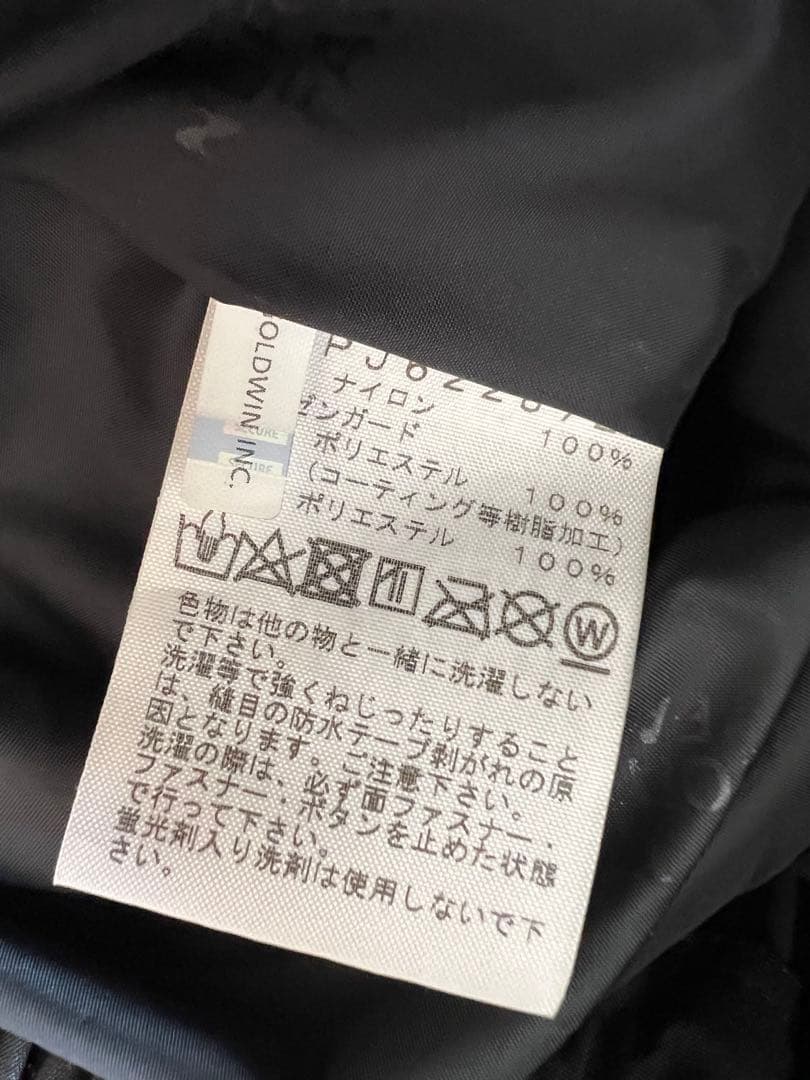 GOLDWIN INC.
ナイロン 100%
ゼンガード
ポリエステル 100%
(コーティング等樹脂加工)
ポリエステル 100%
W
色物は他の物と一緒に洗濯しない
で下さい。
洗濯等で強くねじったりすること
は、縫目の防水テープ剥がれの原
因となります。ご注意下さい。
洗濯の際は、必ず面ファスナー・
ファスナー・ボタンを止めた状態
で行って下さい。
蛍光剤入り洗剤は使用しないで下
さい。